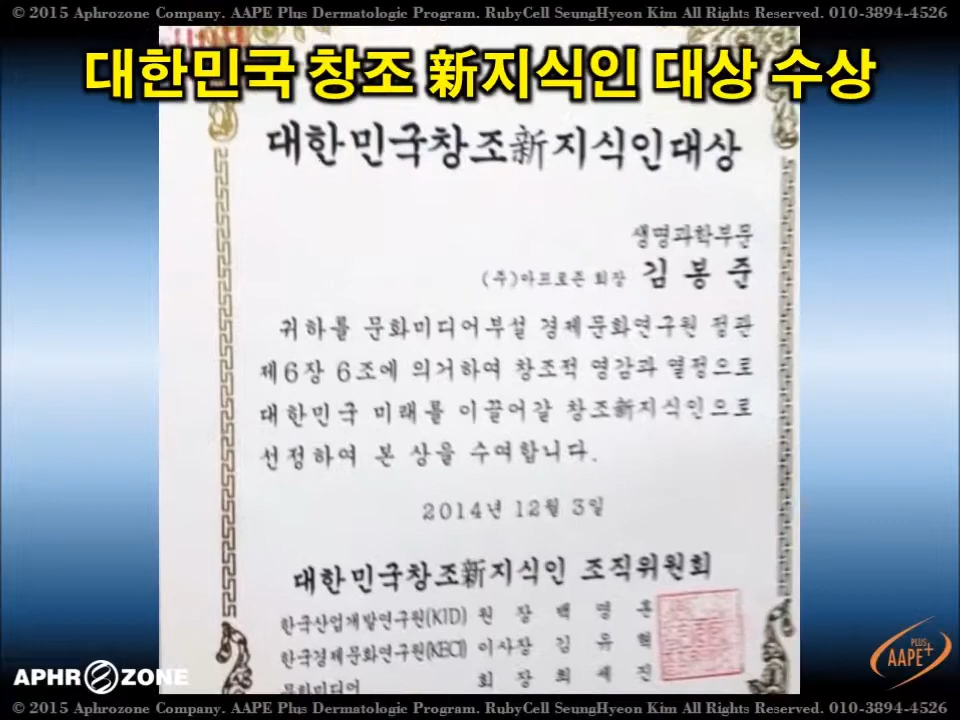 © 2015 Aphrozone Company. AAPE Plus Dermatologic Program. RubyCell SeungHyeon Kim All Rights Reserved. 010-3894-4526
대한민국 창조 新지식인 대상 수상
대한민국창조新지식인대상
생명과학부문
(주)아프로존 회장 김 봉 준
귀하를 문화미디어부설 경제문화연구원 정관
제6장 6조에 의거하여 창조적 영감과 열정으로
대한민국 미래를 이끌어갈 창조新지식인으로
선정하여 본 상을 수여합니다.
2014년 12월 3일
대한민국창조新지식인 조직위원회
한국산업개발연구원(KID) 원 장 백 영 훈
한국경제문화연구원(KECI) 이사장 김 유 혁
문화미디어 회 장 최 세 진
APHROZONE
PLUS
AAPE+
© 2015 Aphrozone Company. AAPE Plus Dermatologic Program. RubyCell SeungHyeon Kim All Rights Reserved. 010-3894-4526